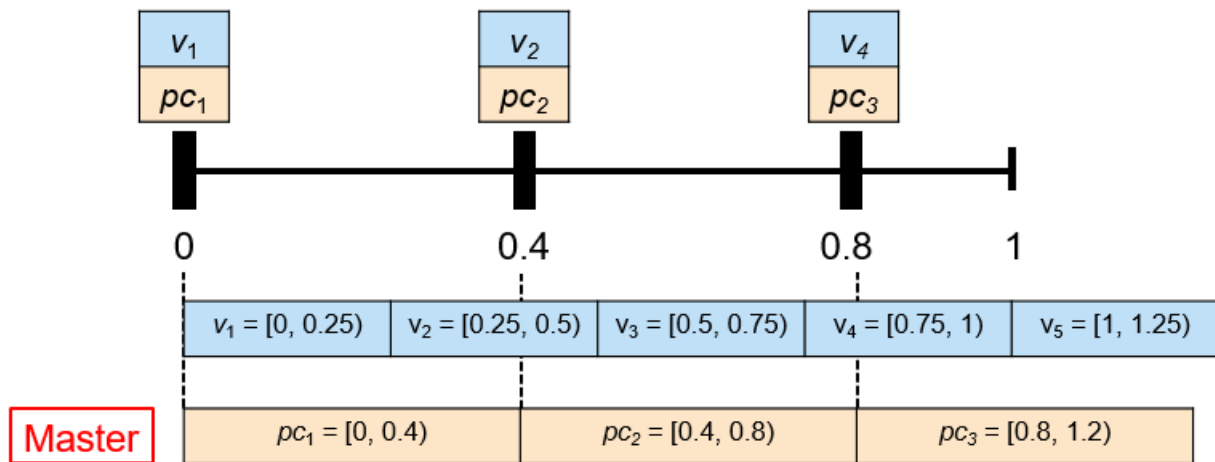 v₁ v₂ v₄
pc₁ pc₂ pc₃
0 0.4 0.8 1
v₁ = [0, 0.25) v₂ = [0.25, 0.5) v₃ = [0.5, 0.75) v₄ = [0.75, 1) v₅ = [1, 1.25)
Master pc₁ = [0, 0.4) pc₂ = [0.4, 0.8) pc₃ = [0.8, 1.2)